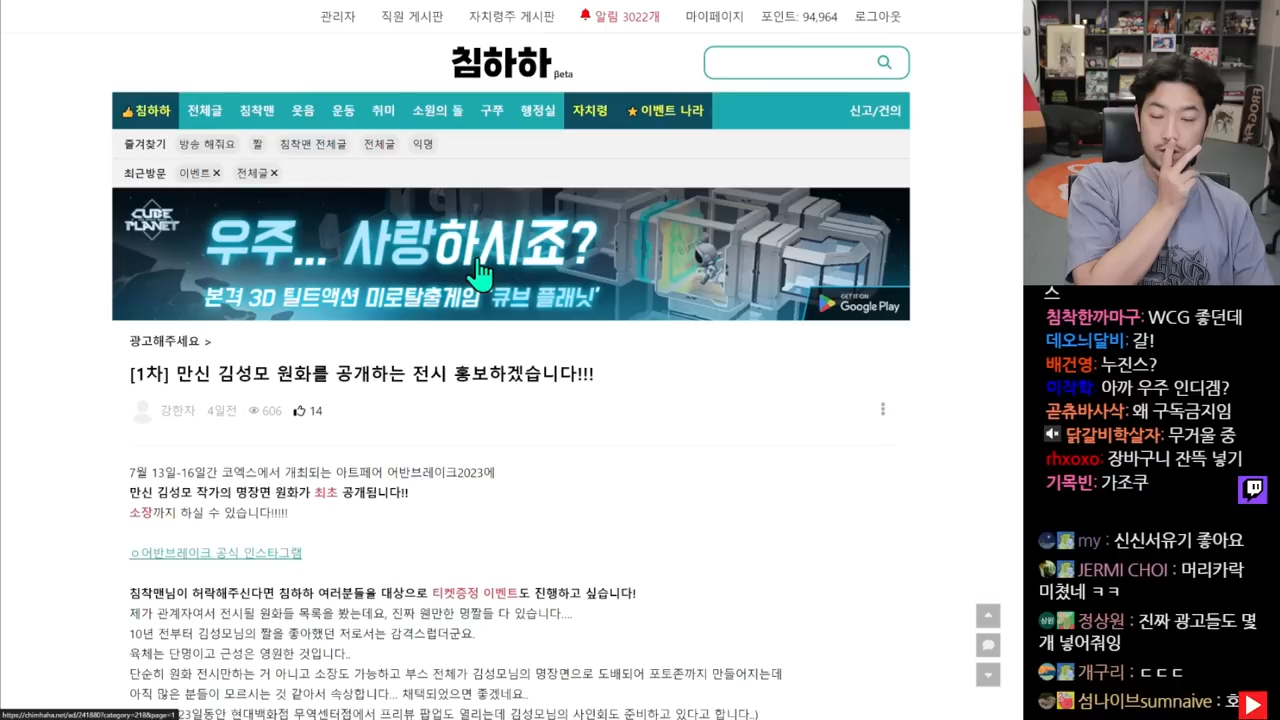 관리자 직원 게시판 자치령주 게시판 알림 3022개 마이페이지 포인트: 94,964 로그아웃
침하하 βeta
침하하 전체글 침착맨 웃음 운동 취미 소원의 돌 구쭈 행정실 자치령 이벤트 나라 신고/건의
즐겨찾기 방송 해줘요 짤 침착맨 전체글 전체글 익명
최근방문 이벤트× 전체글×
CUBE PLANET
우주... 사랑하시죠?
본격 3D 틸트액션 미로탈출게임 '큐브 플래닛'
GET IT ON
Google Play
광고해주세요 >
[1차] 만신 김성모 원화를 공개하는 전시 홍보하겠습니다!!!
강한자 4일전 · 606 14
7월 13일-16일간 코엑스에서 개최되는 아트페어 어반브레이크2023에
만신 김성모 작가의 명장면 원화가 최초 공개됩니다!!
소장까지 하실 수 있습니다!!!!!
ㅇ어반브레이크 공식 인스타그램
침착맨님이 허락해주신다면 침하하 여러분들을 대상으로 티켓증정 이벤트도 진행하고 싶습니다!
제가 관계자여서 전시될 원화들 목록을 봤는데요, 진짜 웬만한 명짤들 다 있습니다....
10년 전부터 김성모님의 짤을 좋아했던 저로서는 감격스럽더군요.
육체는 단명이고 근성은 영원한 것입니다..
단순히 원화 전시만하는 거 아니고 소장도 가능하고 부스 전체가 김성모님의 명장면으로 도배되어 포토존까지 만들어지는데
아직 많은 분들이 모르시는 것 같아서 속상합니다... 채택되었으면 좋겠네요..
23일동안 현대백화점 무역센터점에서 프리뷰 팝업도 열리는데 김성모님의 사인회도 준비하고 있다고 합니다..)
https://chimhaha.net/ad/241880?category=218&page=1
스
침착한까마구: WCG 좋던데
데오늬달비: 갈!
배건영: 누진스?
미작학: 아까 우주 인디겜?
곧츄바사삭: 왜 구독금지임
닭갈비학살자: 무거울 중
rhxoxo: 장바구니 잔뜩 넣기
기목빈: 가조쿠
my : 신신서유기 좋아요
JERMI CHOI : 머리카락
미쳤네 ㅋㅋ
정상원 : 진짜 광고들도 몇
개 넣어줘잉
개구리 : ㄷㄷㄷ
섬나이브sumnaive : 호